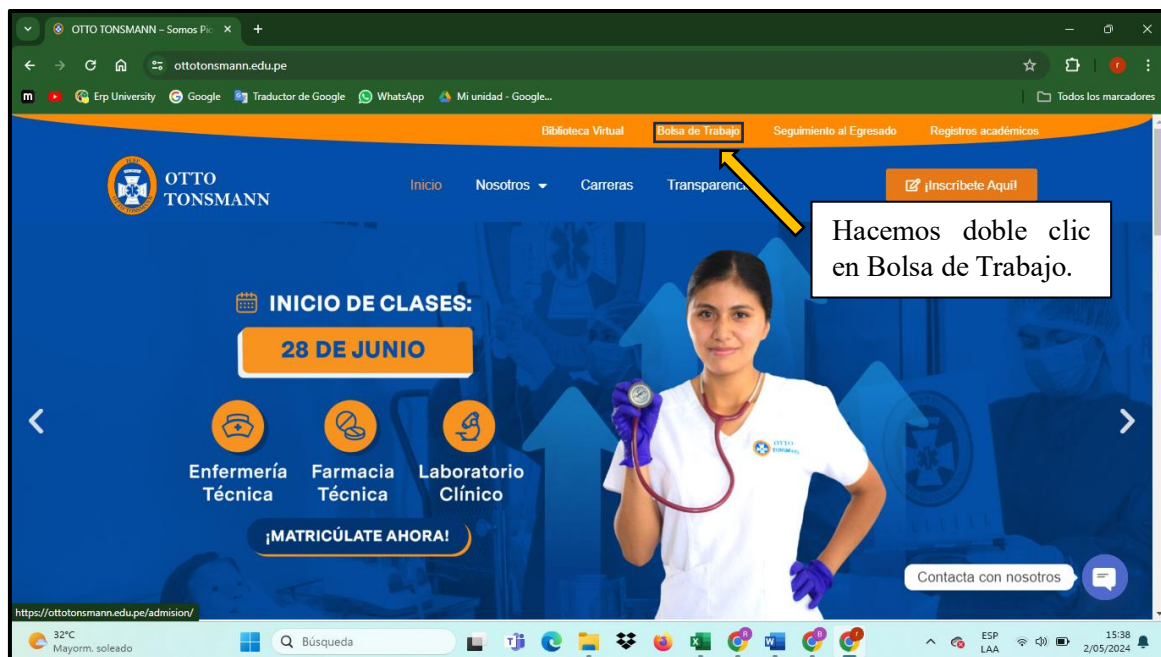 OTTO TONSMANN – Somos Pio
ottotonsmann.edu.pe
m
Erp University
Google
Traductor de Google
WhatsApp
Mi unidad - Google...
Todos los marcadores
Biblioteca Virtual
Bolsa de Trabajo
Seguimiento al Egresado
Registros académicos
OTTO
TONSMANN
Inicio
Nosotros
Carreras
Transparencia
¡Inscríbete Aquí!
Hacemos doble clic
en Bolsa de Trabajo.
INICIO DE CLASES:
28 DE JUNIO
Enfermería
Técnica
Farmacia
Técnica
Laboratorio
Clínico
¡MATRICÚLATE AHORA!
OTTO
TONSMANN
Contacta con nosotros
https://ottotonsmann.edu.pe/admision/
32°C
Mayorm. soleado
Búsqueda
ESP
LAA
15:38
2/05/2024